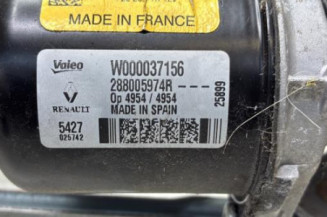 MADE IN FRANCE
Valeo
W000037156
288005974R - - -
RENAULT
Op 4954 / 4954
MADE IN SPAIN
25899
5427
025742